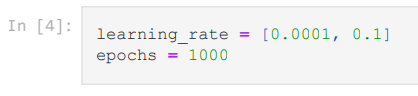 In [4]:
learning_rate = [0.0001, 0.1]
epochs = 1000